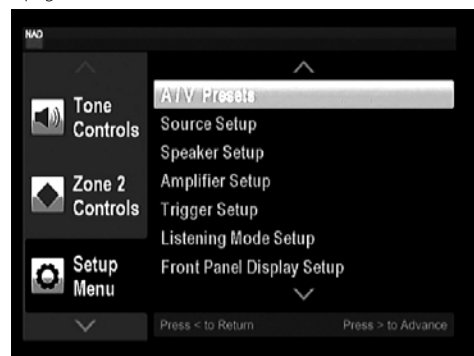 NAD
Tone
Controls
Zone 2
Controls
Setup
Menu
A/V Presets
Source Setup
Speaker Setup
Amplifier Setup
Trigger Setup
Listening Mode Setup
Front Panel Display Setup
Press < to Return
Press > to Advance